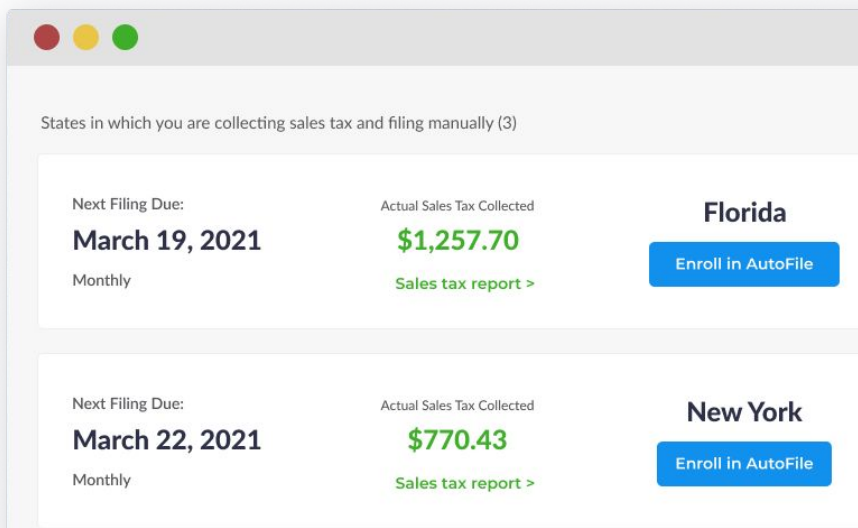 States in which you are collecting sales tax and filing manually (3)
Next Filing Due:
March 19, 2021
Monthly
Actual Sales Tax Collected
$1,257.70
Sales tax report >
Florida
Enroll in AutoFile
Next Filing Due:
March 22, 2021
Monthly
Actual Sales Tax Collected
$770.43
Sales tax report >
New York
Enroll in AutoFile